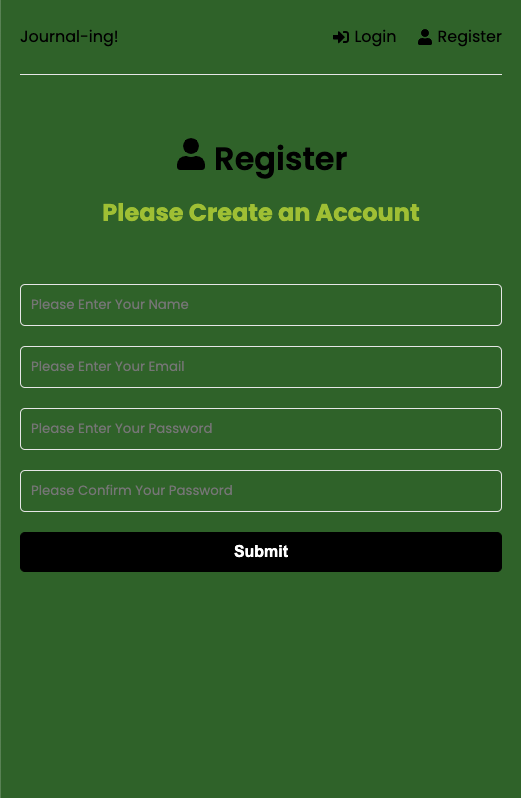 Journal-ing!
Login
Register
Register
Please Create an Account
Please Enter Your Name
Please Enter Your Email
Please Enter Your Password
Please Confirm Your Password
Submit